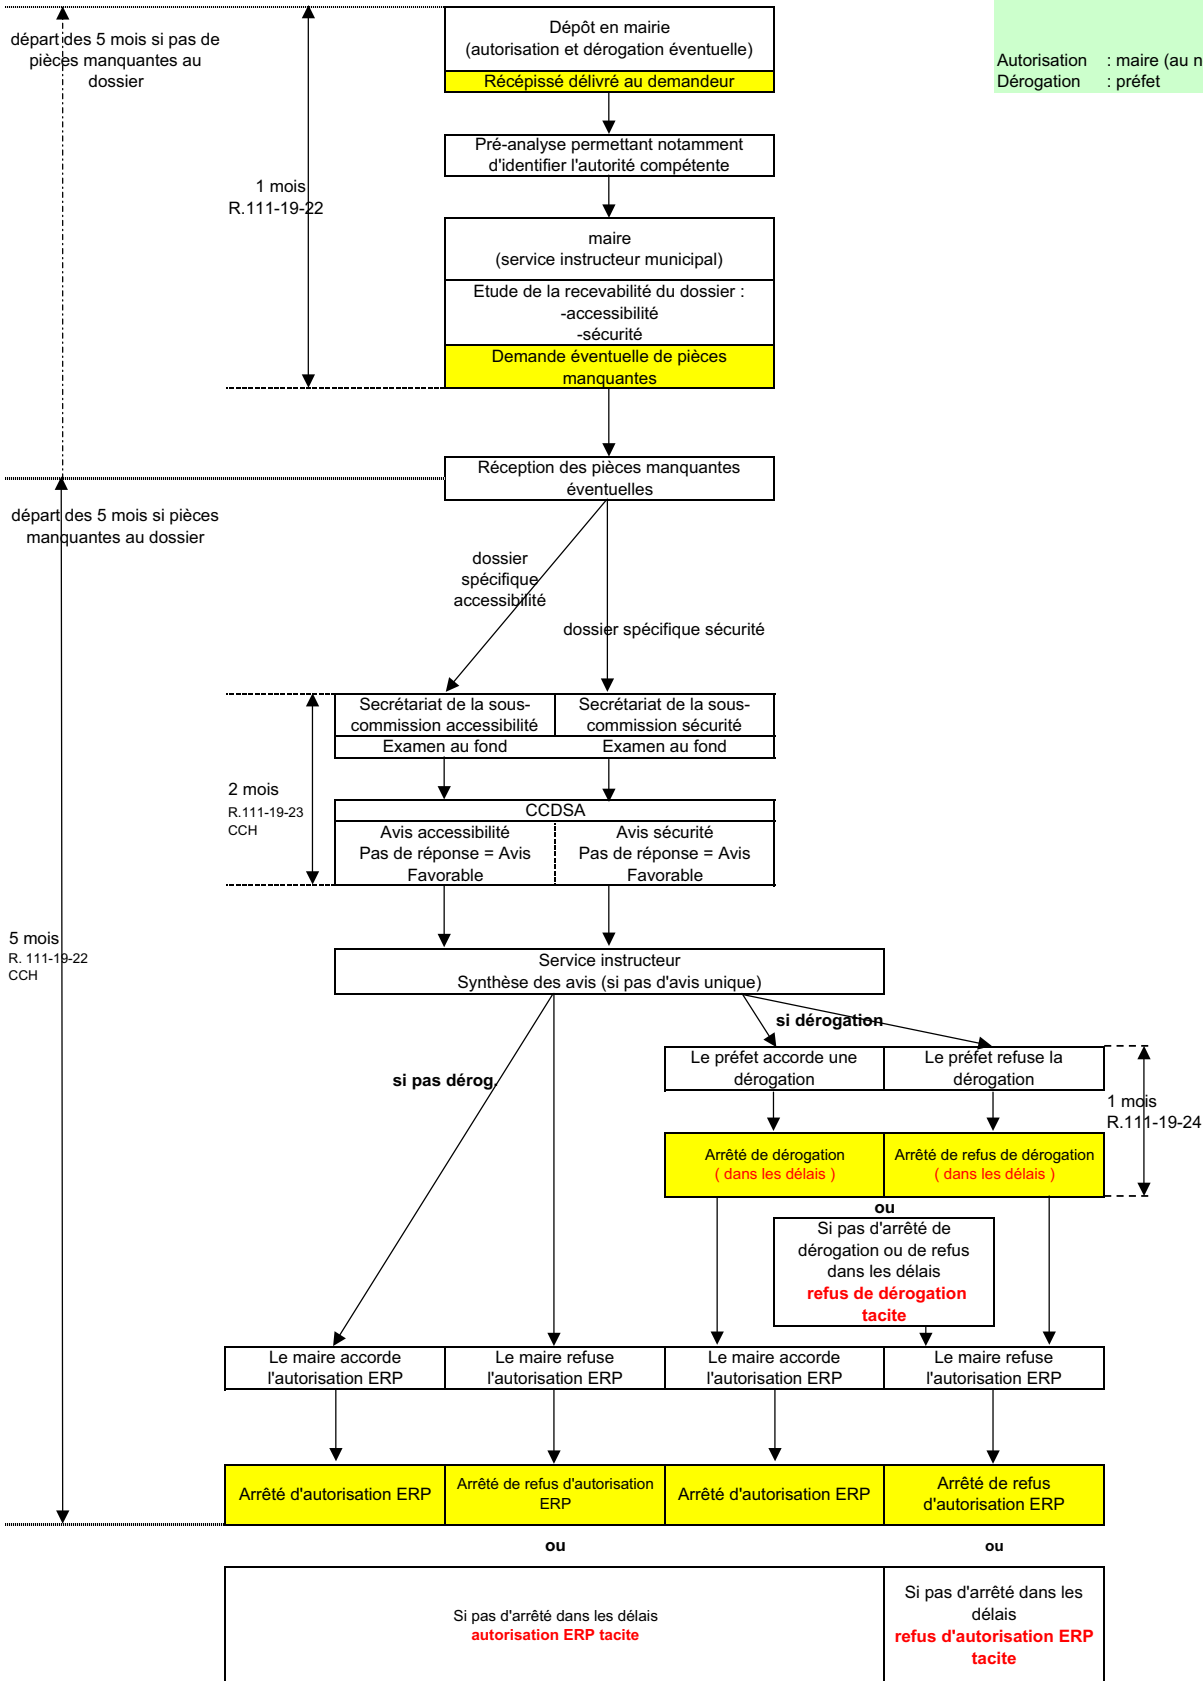 départ des 5 mois si pas de
pièces manquantes au
dossier
Dépôt en mairie
(autorisation et dérogation éventuelle)
Récépissé délivré au demandeur
Autorisation : maire (au n
Dérogation : préfet
Pré-analyse permettant notamment
d'identifier l'autorité compétente
1 mois
R.111-19-22
maire
(service instructeur municipal)
Etude de la recevabilité du dossier :
-accessibilité
-sécurité
Demande éventuelle de pièces
manquantes
Réception des pièces manquantes
éventuelles
départ des 5 mois si pièces
manquantes au dossier
dossier
spécifique
accessibilité
dossier spécifique sécurité
Secrétariat de la sous-
commission accessibilité
Secrétariat de la sous-
commission sécurité
Examen au fond
Examen au fond
2 mois
R.111-19-23
CCH
CCDSA
Avis accessibilité
Pas de réponse = Avis
Favorable
Avis sécurité
Pas de réponse = Avis
Favorable
5 mois
R. 111-19-22
CCH
Service instructeur
Synthèse des avis (si pas d'avis unique)
si dérogation
si pas dérog.
Le préfet accorde une
dérogation
Le préfet refuse la
dérogation
1 mois
R.111-19-24
Arrêté de dérogation
( dans les délais )
Arrêté de refus de dérogation
( dans les délais )
ou
Si pas d'arrêté de
dérogation ou de refus
dans les délais
refus de dérogation
tacite
Le maire accorde
l'autorisation ERP
Le maire refuse
l'autorisation ERP
Le maire accorde
l'autorisation ERP
Le maire refuse
l'autorisation ERP
Arrêté d'autorisation ERP
Arrêté de refus d'autorisation
ERP
Arrêté d'autorisation ERP
Arrêté de refus
d'autorisation ERP
ou
ou
Si pas d'arrêté dans les délais
autorisation ERP tacite
Si pas d'arrêté dans les
délais
refus d'autorisation ERP
tacite